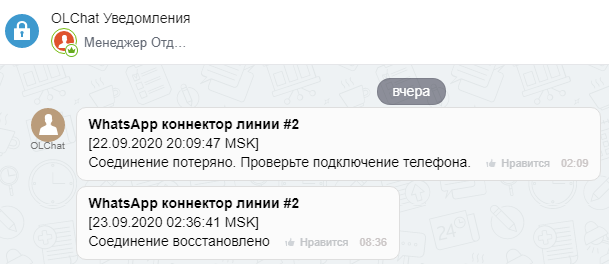 OLChat Уведомления
Менеджер Отд...
вчера
WhatsApp коннектор линии #2
[22.09.2020 20:09:47 MSK]
Соединение потеряно. Проверьте подключение телефона. Нравится 02:09
OLChat
WhatsApp коннектор линии #2
[23.09.2020 02:36:41 MSK]
Соединение восстановлено Нравится 08:36